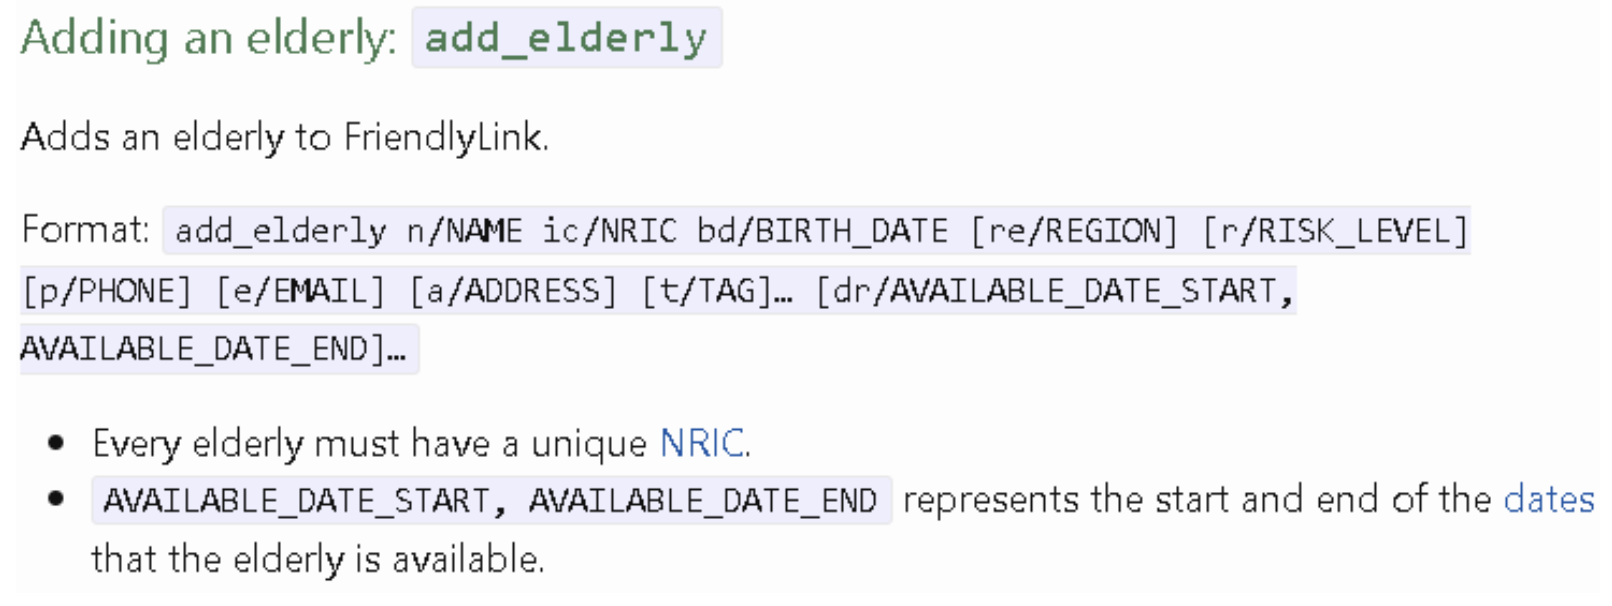 Adding an elderly: add_elderly
Adds an elderly to FriendlyLink.
Format: add_elderly n/NAME ic/NRIC bd/BIRTH_DATE [re/REGION] [r/RISK_LEVEL]
[p/PHONE] [e/EMAIL] [a/ADDRESS] [t/TAG]… [dr/AVAILABLE_DATE_START,
AVAILABLE_DATE_END]…
• Every elderly must have a unique NRIC.
• AVAILABLE_DATE_START, AVAILABLE_DATE_END represents the start and end of the dates
that the elderly is available.